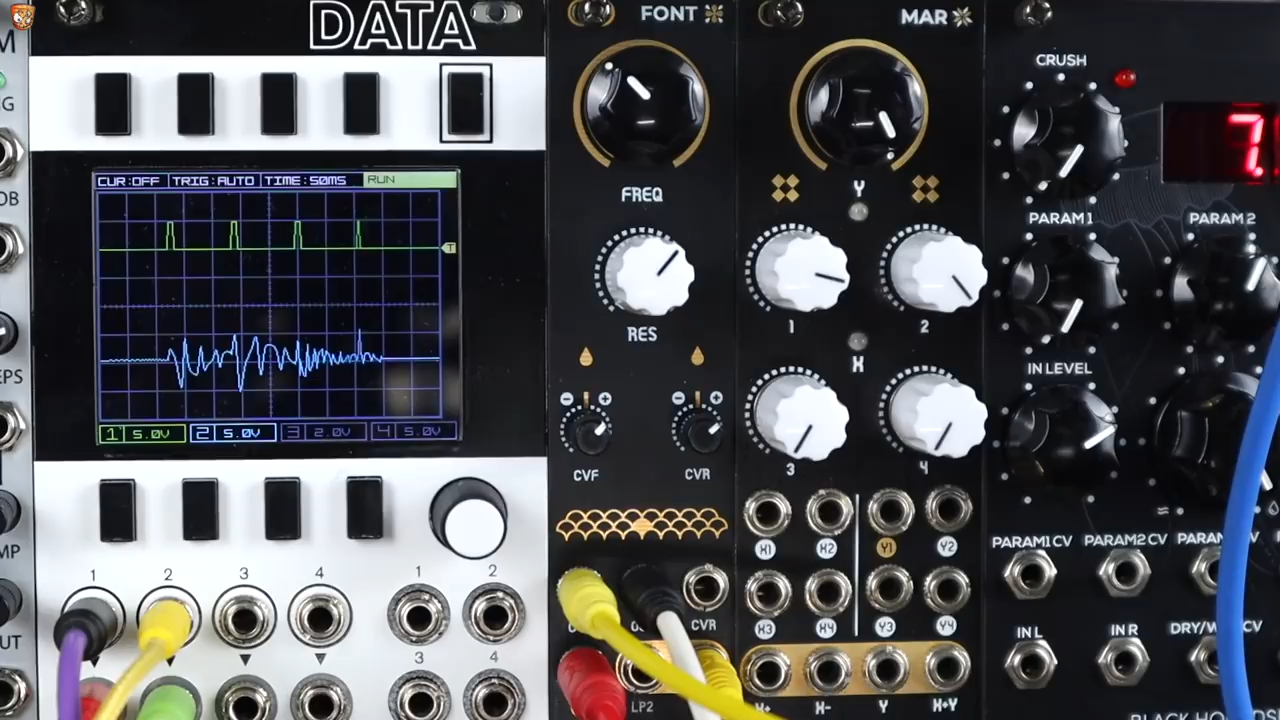 DATA
CUR:OFF TRIG:AUTO TIME:50MS RUN
T
1 5.0V 2 5.0V 3 2.0V 4 5.0V
1 2 3 4
1 2
3 4
FONT
FREQ
RES
CVF CVR
CVR
LP2
MAR
Y
1 2
X
3 4
X1 X2 Y1 Y2
X3 X4 Y3 Y4
X+ X- Y X+Y
CRUSH
7.
PARAM 1 PARAM 2
IN LEVEL
PARAM1 CV PARAM2 CV
IN L IN R